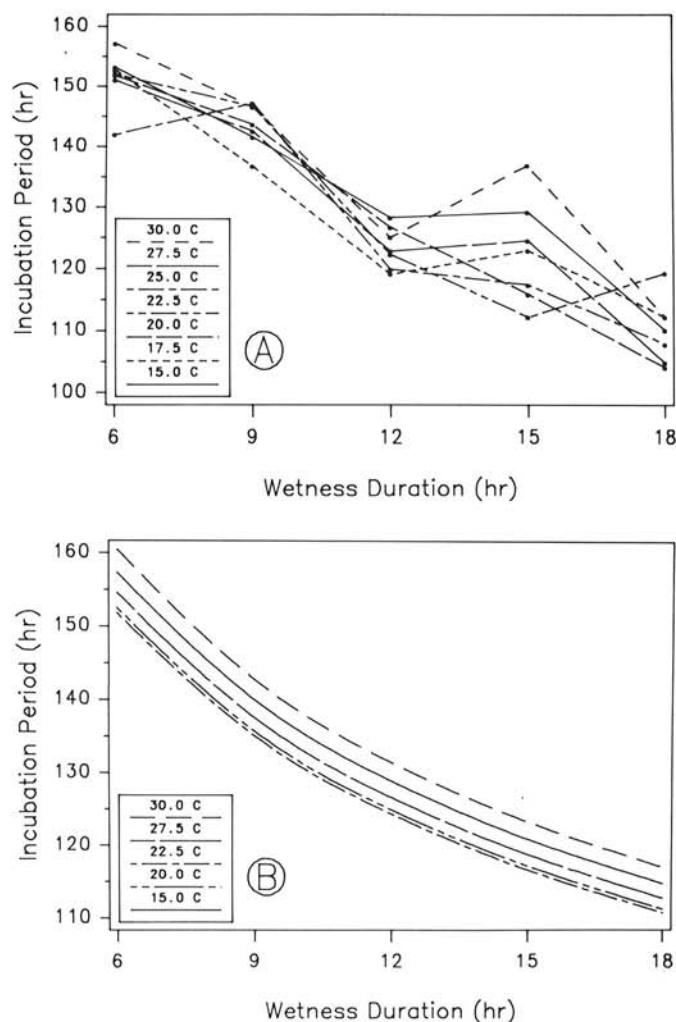 160
150
140
130
120
110
100
Incubation Period (hr)
30.0 C
27.5 C
25.0 C
22.5 C
20.0 C
17.5 C
15.0 C
A
6 9 12 15 18
Wetness Duration (hr)
160
150
140
130
120
110
Incubation Period (hr)
30.0 C
27.5 C
22.5 C
20.0 C
15.0 C
B
6 9 12 15 18
Wetness Duration (hr)